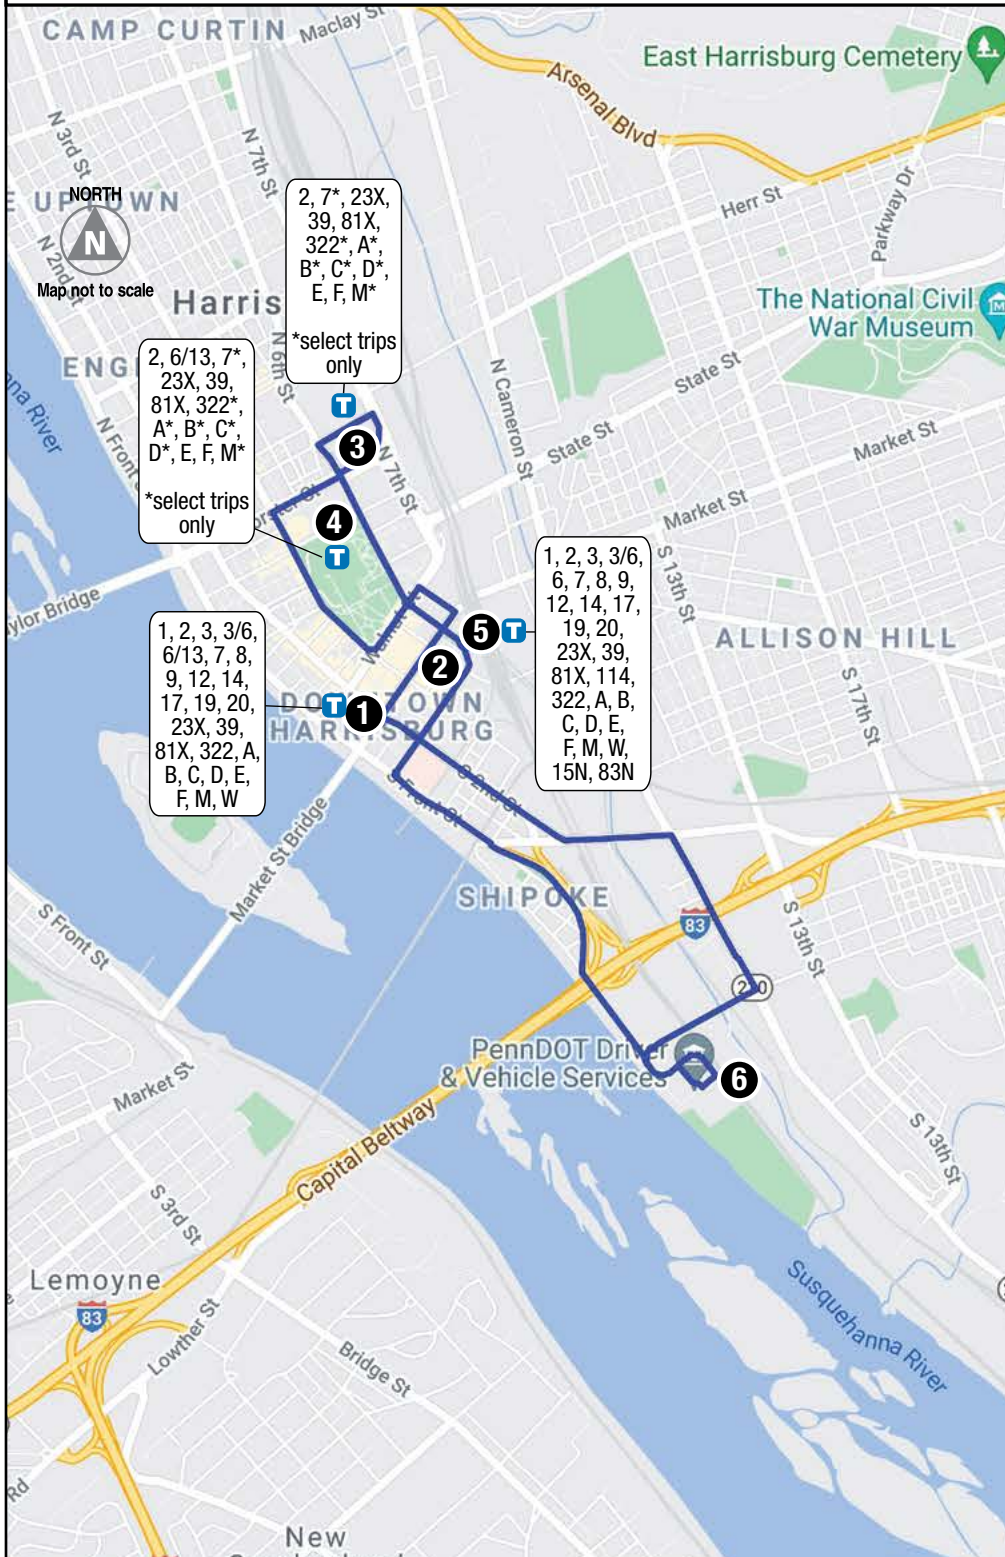 CAMP CURTIN
Maclay St
East Harrisburg Cemetery
Arsenal Blvd
N 3rd St
N 7th St
NORTH
N
Map not to scale
UPTOWN
N 2nd St
Herr St
Parkway Dr
2, 7*, 23X,
39, 81X,
322*, A*,
B*, C*, D*,
E, F, M*
*select trips
only
Harris
The National Civil
War Museum
N 6th St
N Cameron St
State St
2, 6/13, 7*,
23X, 39,
81X, 322*,
A*, B*, C*,
D*, E, F, M*
*select trips
only
ENG
N Front
T
3
N 7th St
State St
Market St
Market St
4
T
S 13th St
1, 2, 3, 3/6,
6, 7, 8, 9,
12, 14, 17,
19, 20,
23X, 39,
81X, 114,
322, A, B,
C, D, E,
F, M, W,
15N, 83N
aylor Bridge
5
T
ALLISON HILL
1, 2, 3, 3/6,
6/13, 7, 8,
9, 12, 14,
17, 19, 20,
23X, 39,
81X, 322, A,
B, C, D, E,
F, M, W
2
S 17th St
T
1
DOWNTOWN
HARRISBURG
S 2nd St
S Front St
Market St Bridge
SHIPOKE
S Front St
83
S 13th St
230
PennDOT Driver
& Vehicle Services
6
Market St
Capital Beltway
S 13th St
S 3rd St
Lemoyne
83
Lowther St
Bridge St
Susquehanna River
Rd
New